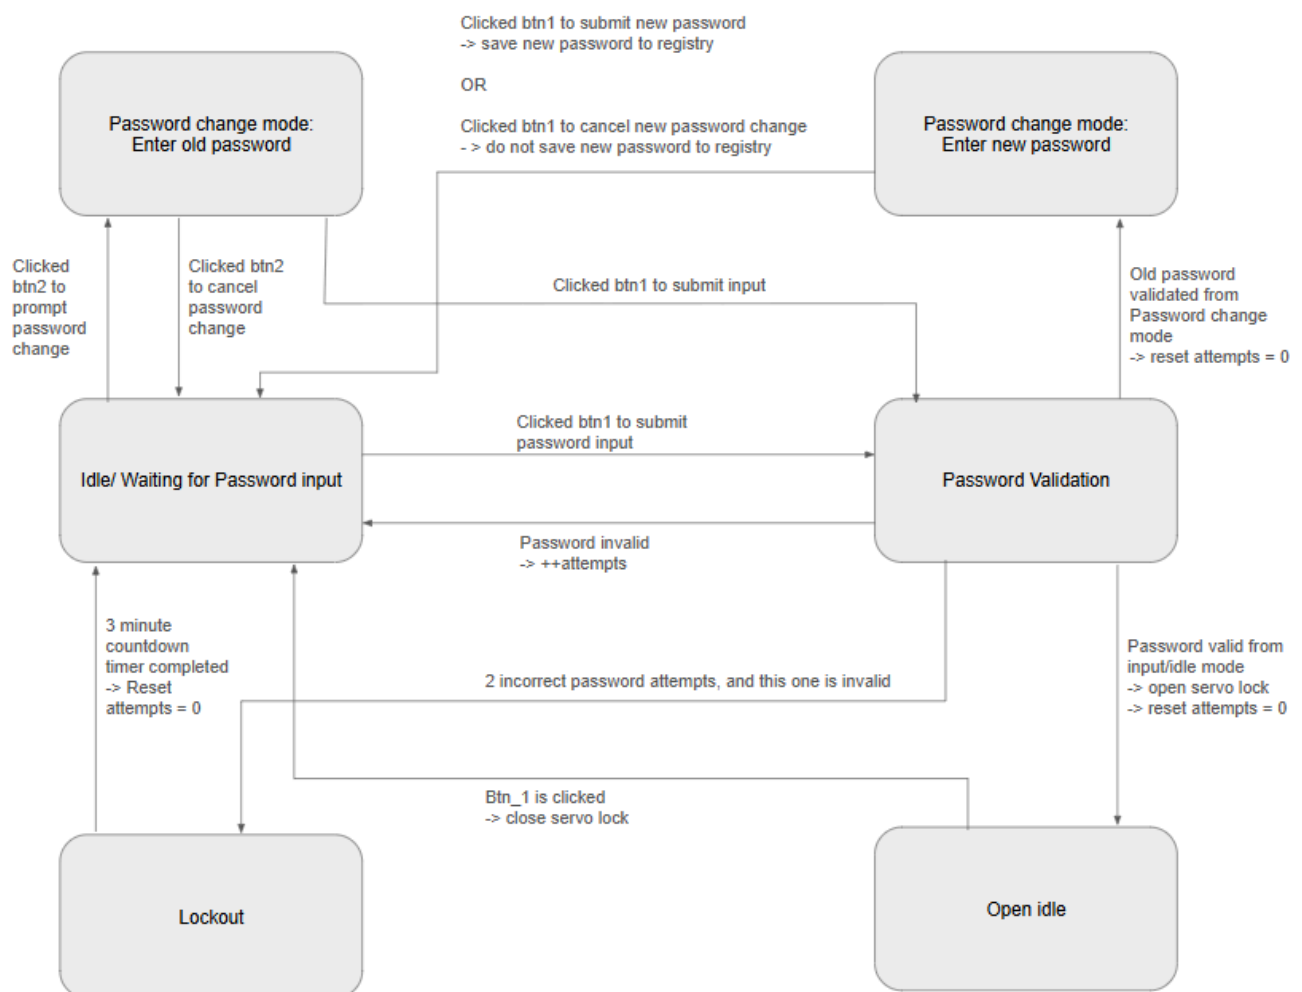 Clicked btn1 to submit new password
-> save new password to registry
OR
Clicked btn1 to cancel new password change
- > do not save new password to registry
Password change mode:
Enter old password
Password change mode:
Enter new password
Clicked
btn2 to
prompt
password
change
Clicked btn2
to cancel
password
change
Clicked btn1 to submit input
Old password
validated from
Password change
mode
-> reset attempts = 0
Clicked btn1 to submit
password input
Idle/ Waiting for Password input
Password Validation
Password invalid
-> ++attempts
3 minute
countdown
timer completed
-> Reset
attempts = 0
2 incorrect password attempts, and this one is invalid
Password valid from
input/idle mode
-> open servo lock
-> reset attempts = 0
Btn_1 is clicked
-> close servo lock
Lockout
Open idle